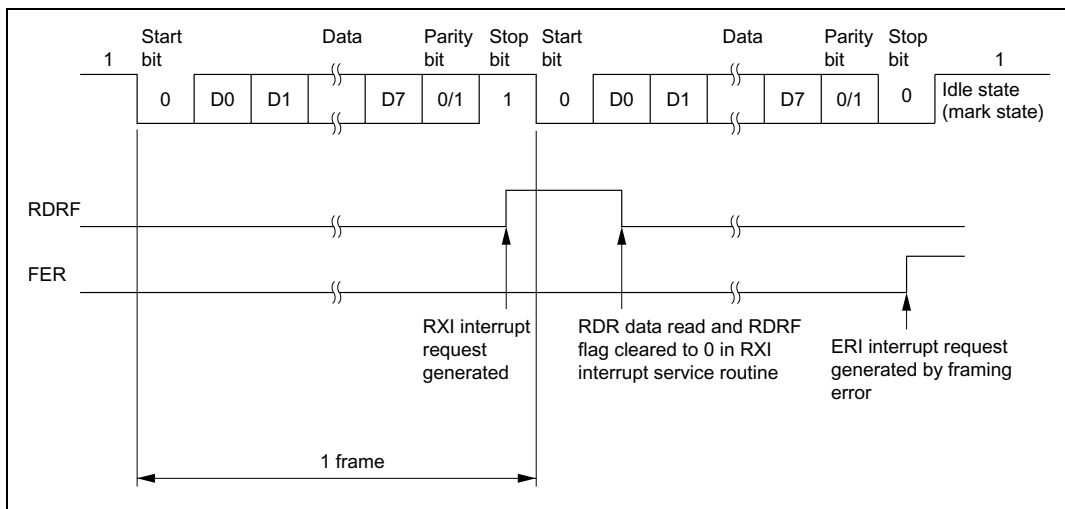 Start Data Parity Stop Start Data Parity Stop
1 bit bit bit bit bit bit 1
0 D0 D1 D7 0/1 1 0 D0 D1 D7 0/1 0 Idle state
(mark state)
RDRF
FER
RXI interrupt
request
generated
RDR data read and RDRF
flag cleared to 0 in RXI
interrupt service routine
ERI interrupt request
generated by framing
error
1 frame